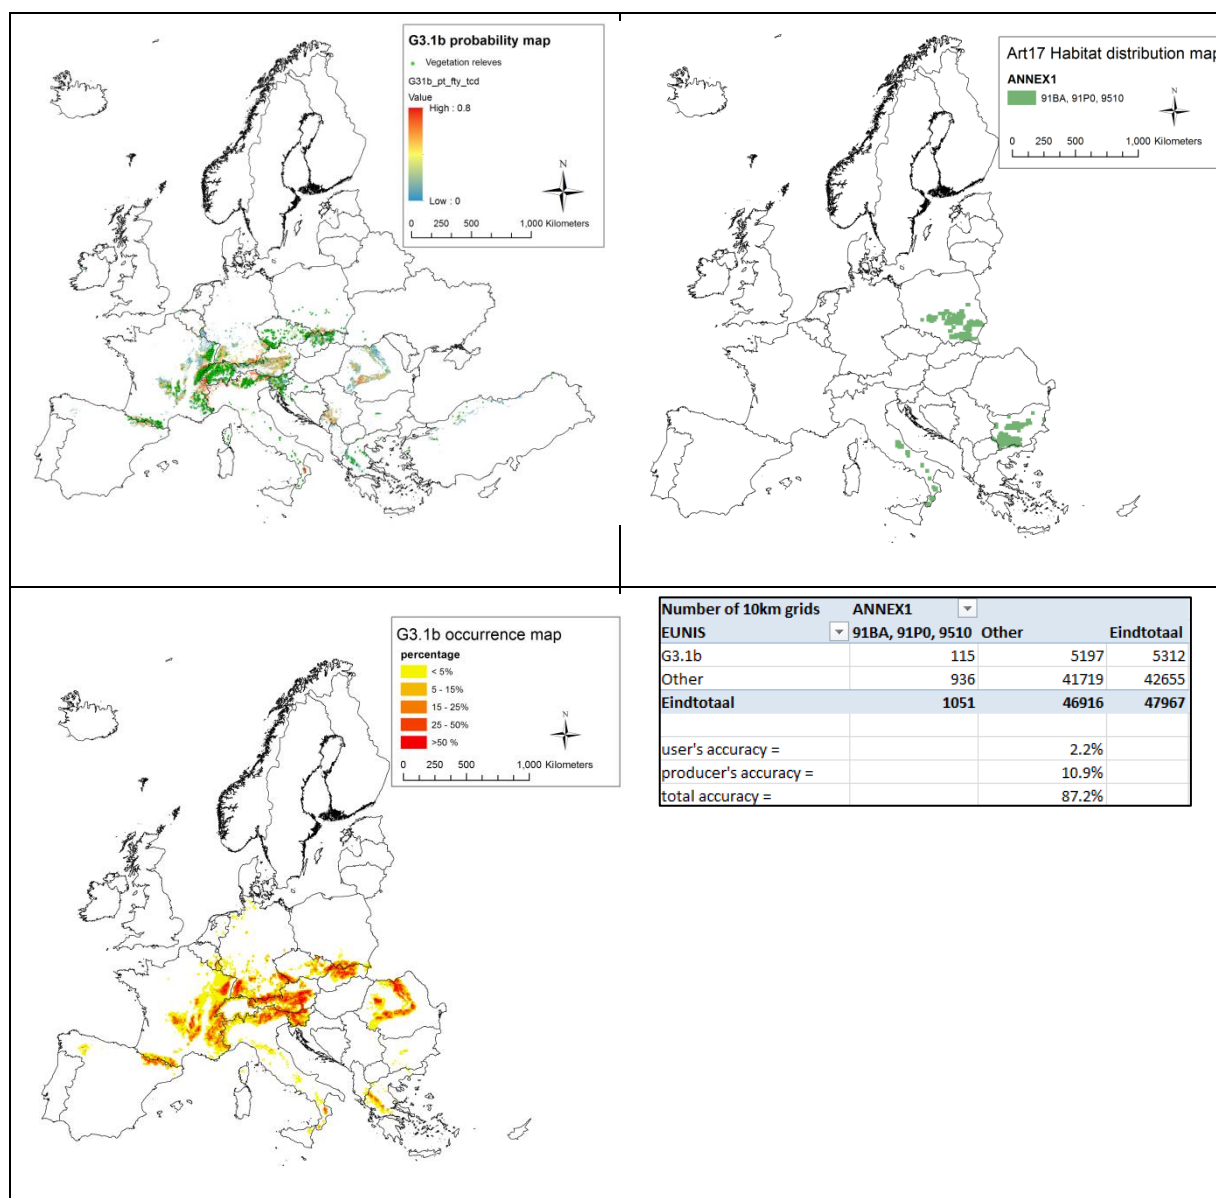 G3.1b probability map
Vegetation releves
G31b_pt_fty_tcd
Value
High : 0.8
Low : 0
N
0 250 500 1,000 Kilometers
Art17 Habitat distribution map
ANNEX1
91BA, 91P0, 9510
N
0 250 500 1,000 Kilometers
G3.1b occurrence map
percentage
< 5%
5 - 15%
15 - 25%
25 - 50%
>50 %
N
0 250 500 1,000 Kilometers
Number of 10km grids ANNEX1
EUNIS 91BA, 91P0, 9510 Other Eindtotaal
G3.1b 115 5197 5312
Other 936 41719 42655
Eindtotaal 1051 46916 47967
user's accuracy = 2.2%
producer's accuracy = 10.9%
total accuracy = 87.2%